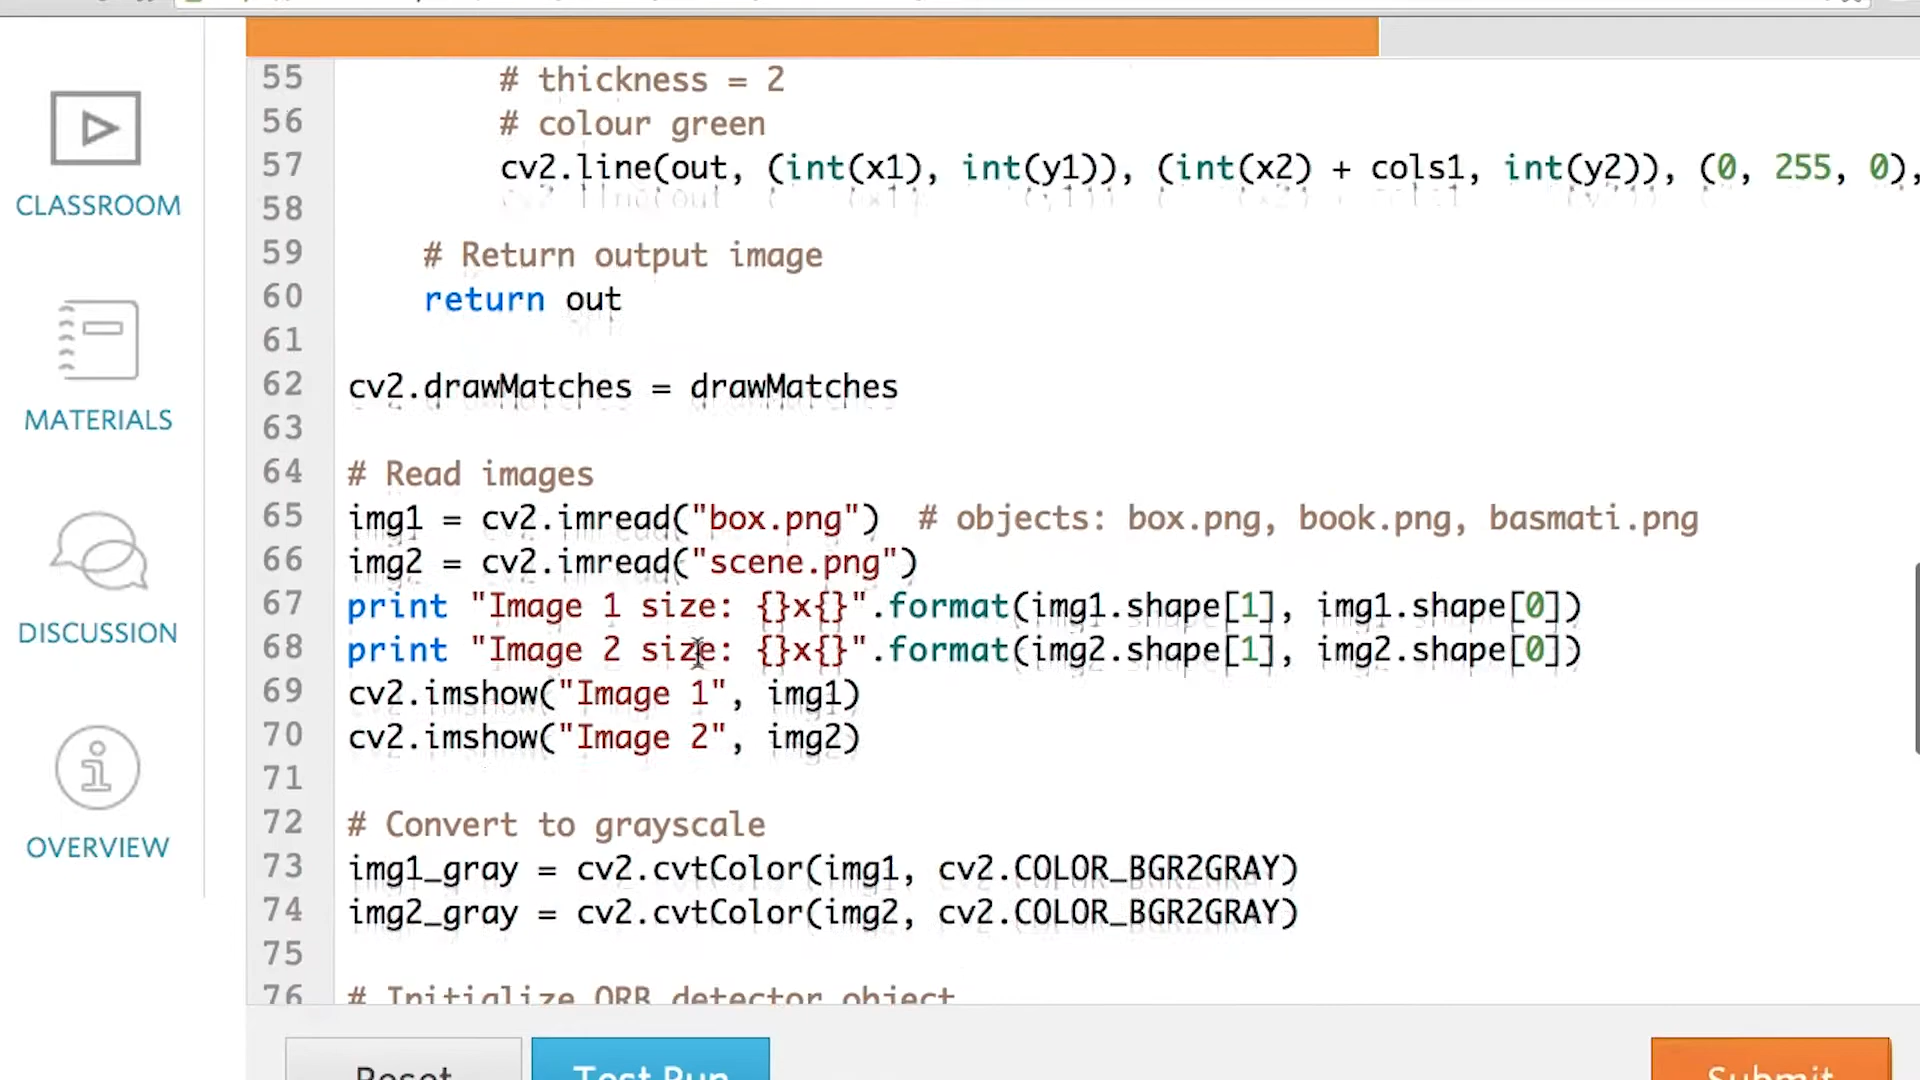 CLASSROOM
MATERIALS
DISCUSSION
OVERVIEW
55 # thickness = 2
56 # colour green
57 cv2.line(out, (int(x1), int(y1)), (int(x2) + cols1, int(y2)), (0, 255, 0),
58
59 # Return output image
60 return out
61
62 cv2.drawMatches = drawMatches
63
64 # Read images
65 img1 = cv2.imread("box.png") # objects: box.png, book.png, basmati.png
66 img2 = cv2.imread("scene.png")
67 print "Image 1 size: {}x{}".format(img1.shape[1], img1.shape[0])
68 print "Image 2 size: {}x{}".format(img2.shape[1], img2.shape[0])
69 cv2.imshow("Image 1", img1)
70 cv2.imshow("Image 2", img2)
71
72 # Convert to grayscale
73 img1_gray = cv2.cvtColor(img1, cv2.COLOR_BGR2GRAY)
74 img2_gray = cv2.cvtColor(img2, cv2.COLOR_BGR2GRAY)
75
76 # Initialize ORB detector object
Reset Test Run Submit